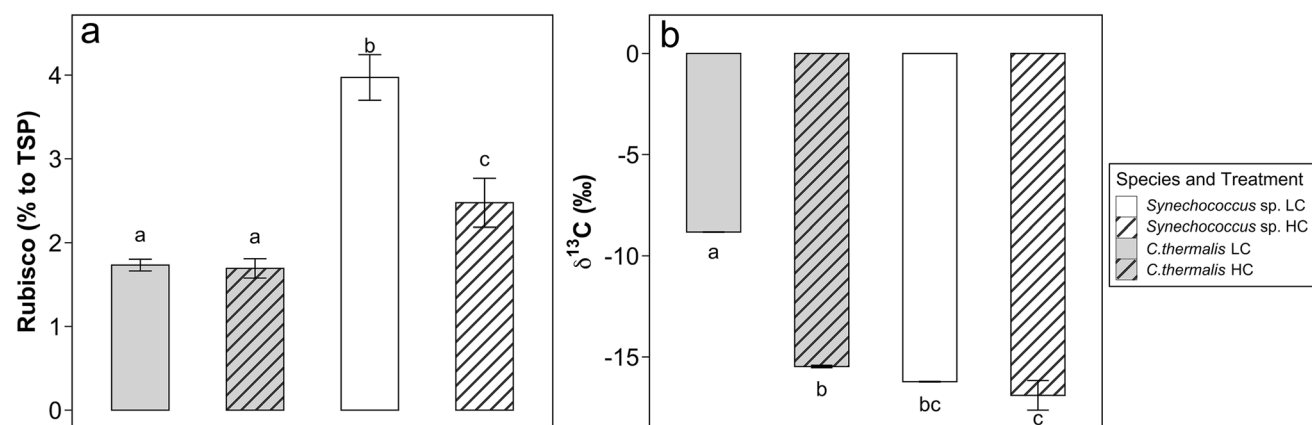 a
Rubisco (% to TSP)
4
3
2
1
0
a
a
b
c
b
δ¹³C (‰)
0
-5
-10
-15
a
b
bc
c
Species and Treatment
Synechococcus sp. LC
Synechococcus sp. HC
C.thermalis LC
C.thermalis HC